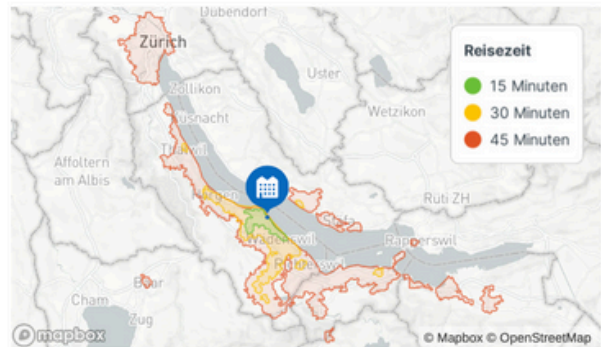 Dübendorf
Zürich
Reisezeit
15 Minuten
30 Minuten
45 Minuten
Uster
Zollikon
Küsnacht
Wetzikon
Thalwil
Affoltern
am Albis
Horgen
Rüti ZH
Stäfa
Wädenswil
Rapperswil
Richterswil
Baar
Cham
Zug
mapbox
© Mapbox © OpenStreetMap